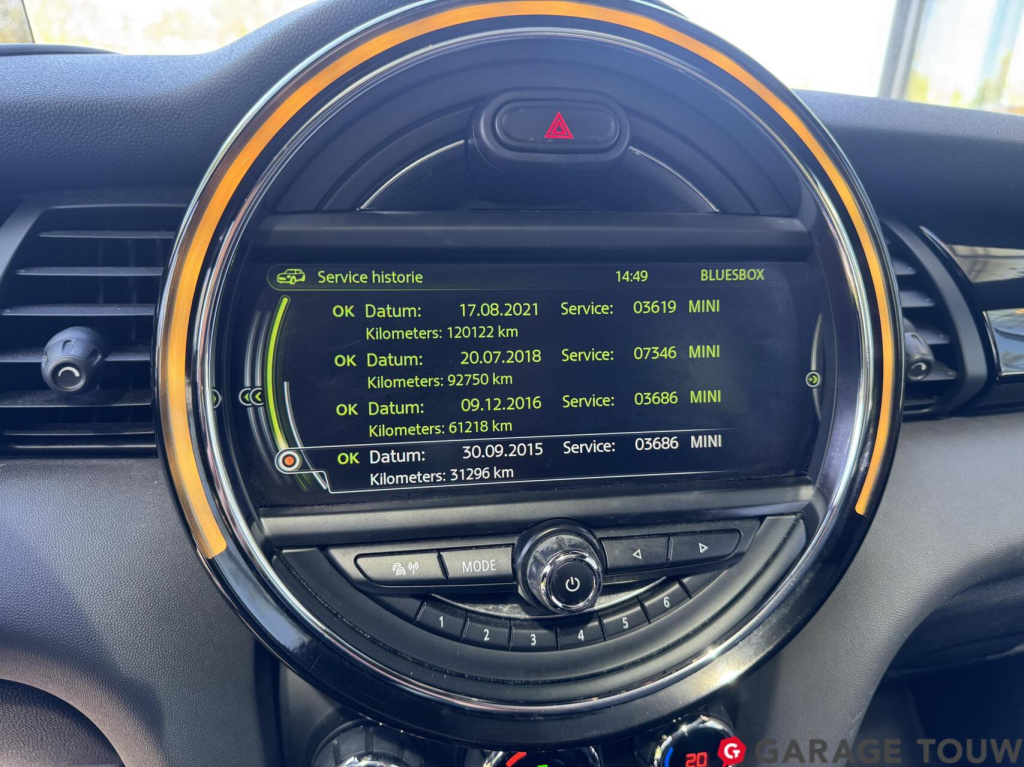 Service historie 14:49 BLUESBOX
OK Datum: 17.08.2021 Service: 03619 MINI
Kilometers: 120122 km
OK Datum: 20.07.2018 Service: 07346 MINI
Kilometers: 92750 km
OK Datum: 09.12.2016 Service: 03686 MINI
Kilometers: 61218 km
OK Datum: 30.09.2015 Service: 03686 MINI
Kilometers: 31296 km
MODE
1 2 3 4 5 6
20
G GARAGE TOUW